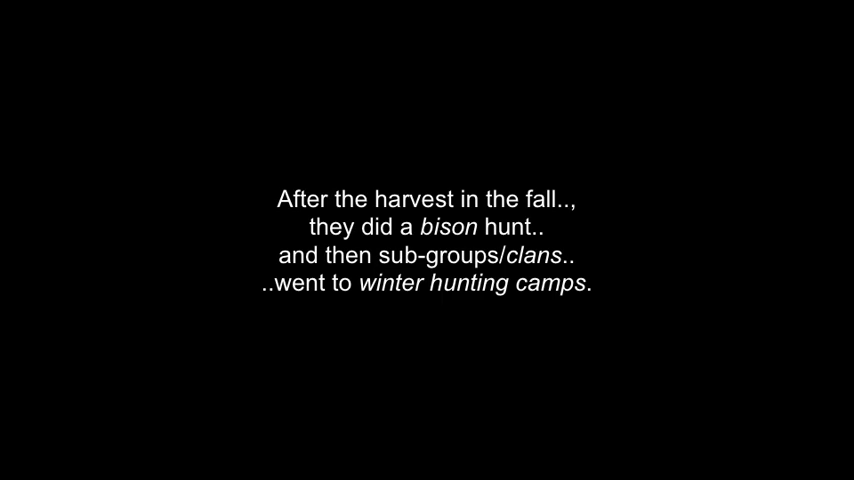 After the harvest in the fall..,
they did a bison hunt..
and then sub-groups/clans..
..went to winter hunting camps.